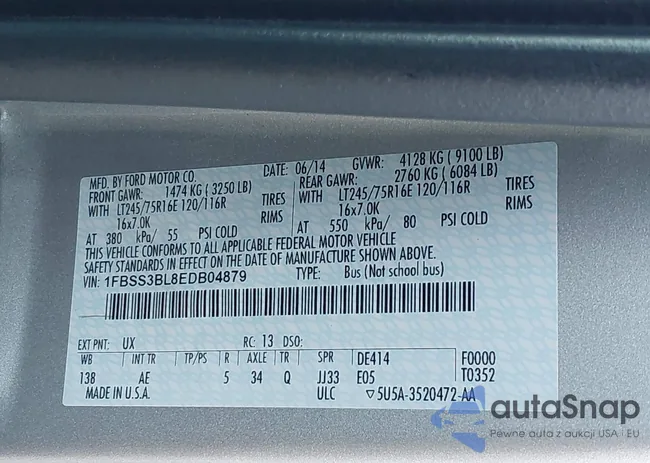 MFD. BY FORD MOTOR CO.
DATE: 06/14 GVWR: 4128 KG ( 9100 LB)
FRONT GAWR: 1474 KG ( 3250 LB) REAR GAWR: 2760 KG ( 6084 LB)
WITH LT245/75R16E 120/116R TIRES WITH LT245/75R16E 120/116R TIRES
16x7.0K RIMS 16x7.0K RIMS
AT 380 kPa/ 55 PSI COLD AT 550 kPa/ 80 PSI COLD
THIS VEHICLE CONFORMS TO ALL APPLICABLE FEDERAL MOTOR VEHICLE
SAFETY STANDARDS IN EFFECT ON THE DATE OF MANUFACTURE SHOWN ABOVE.
VIN: 1FBSS3BL8EDB04879 TYPE: Bus (Not school bus)
EXT PNT: UX RC: 13 DSO:
WB INT TR TP/PS R AXLE TR SPR DE414 F0000
138 AE 5 34 Q JJ33 E05 T0352
MADE IN U.S.A. ULC ▽5U5A-3520472-AA
autaSnap
Pewne auta z aukcji USA i EU